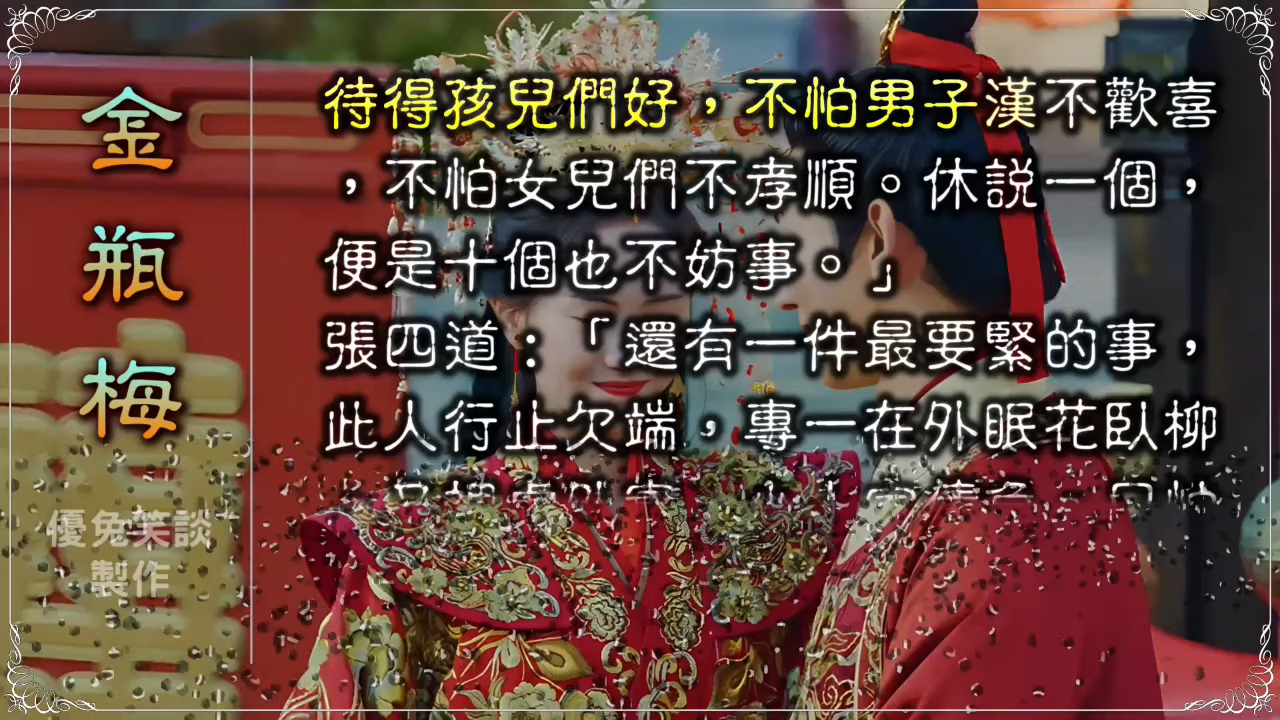 金瓶梅
優免笑談
製作
待得孩兒們好，不怕男子漢不歡喜
，不怕女兒們不孝順。休説一個，
便是十個也不妨事。」
張四道：「還有一件最要緊的事，
此人行止欠端，專一在外眠花臥柳